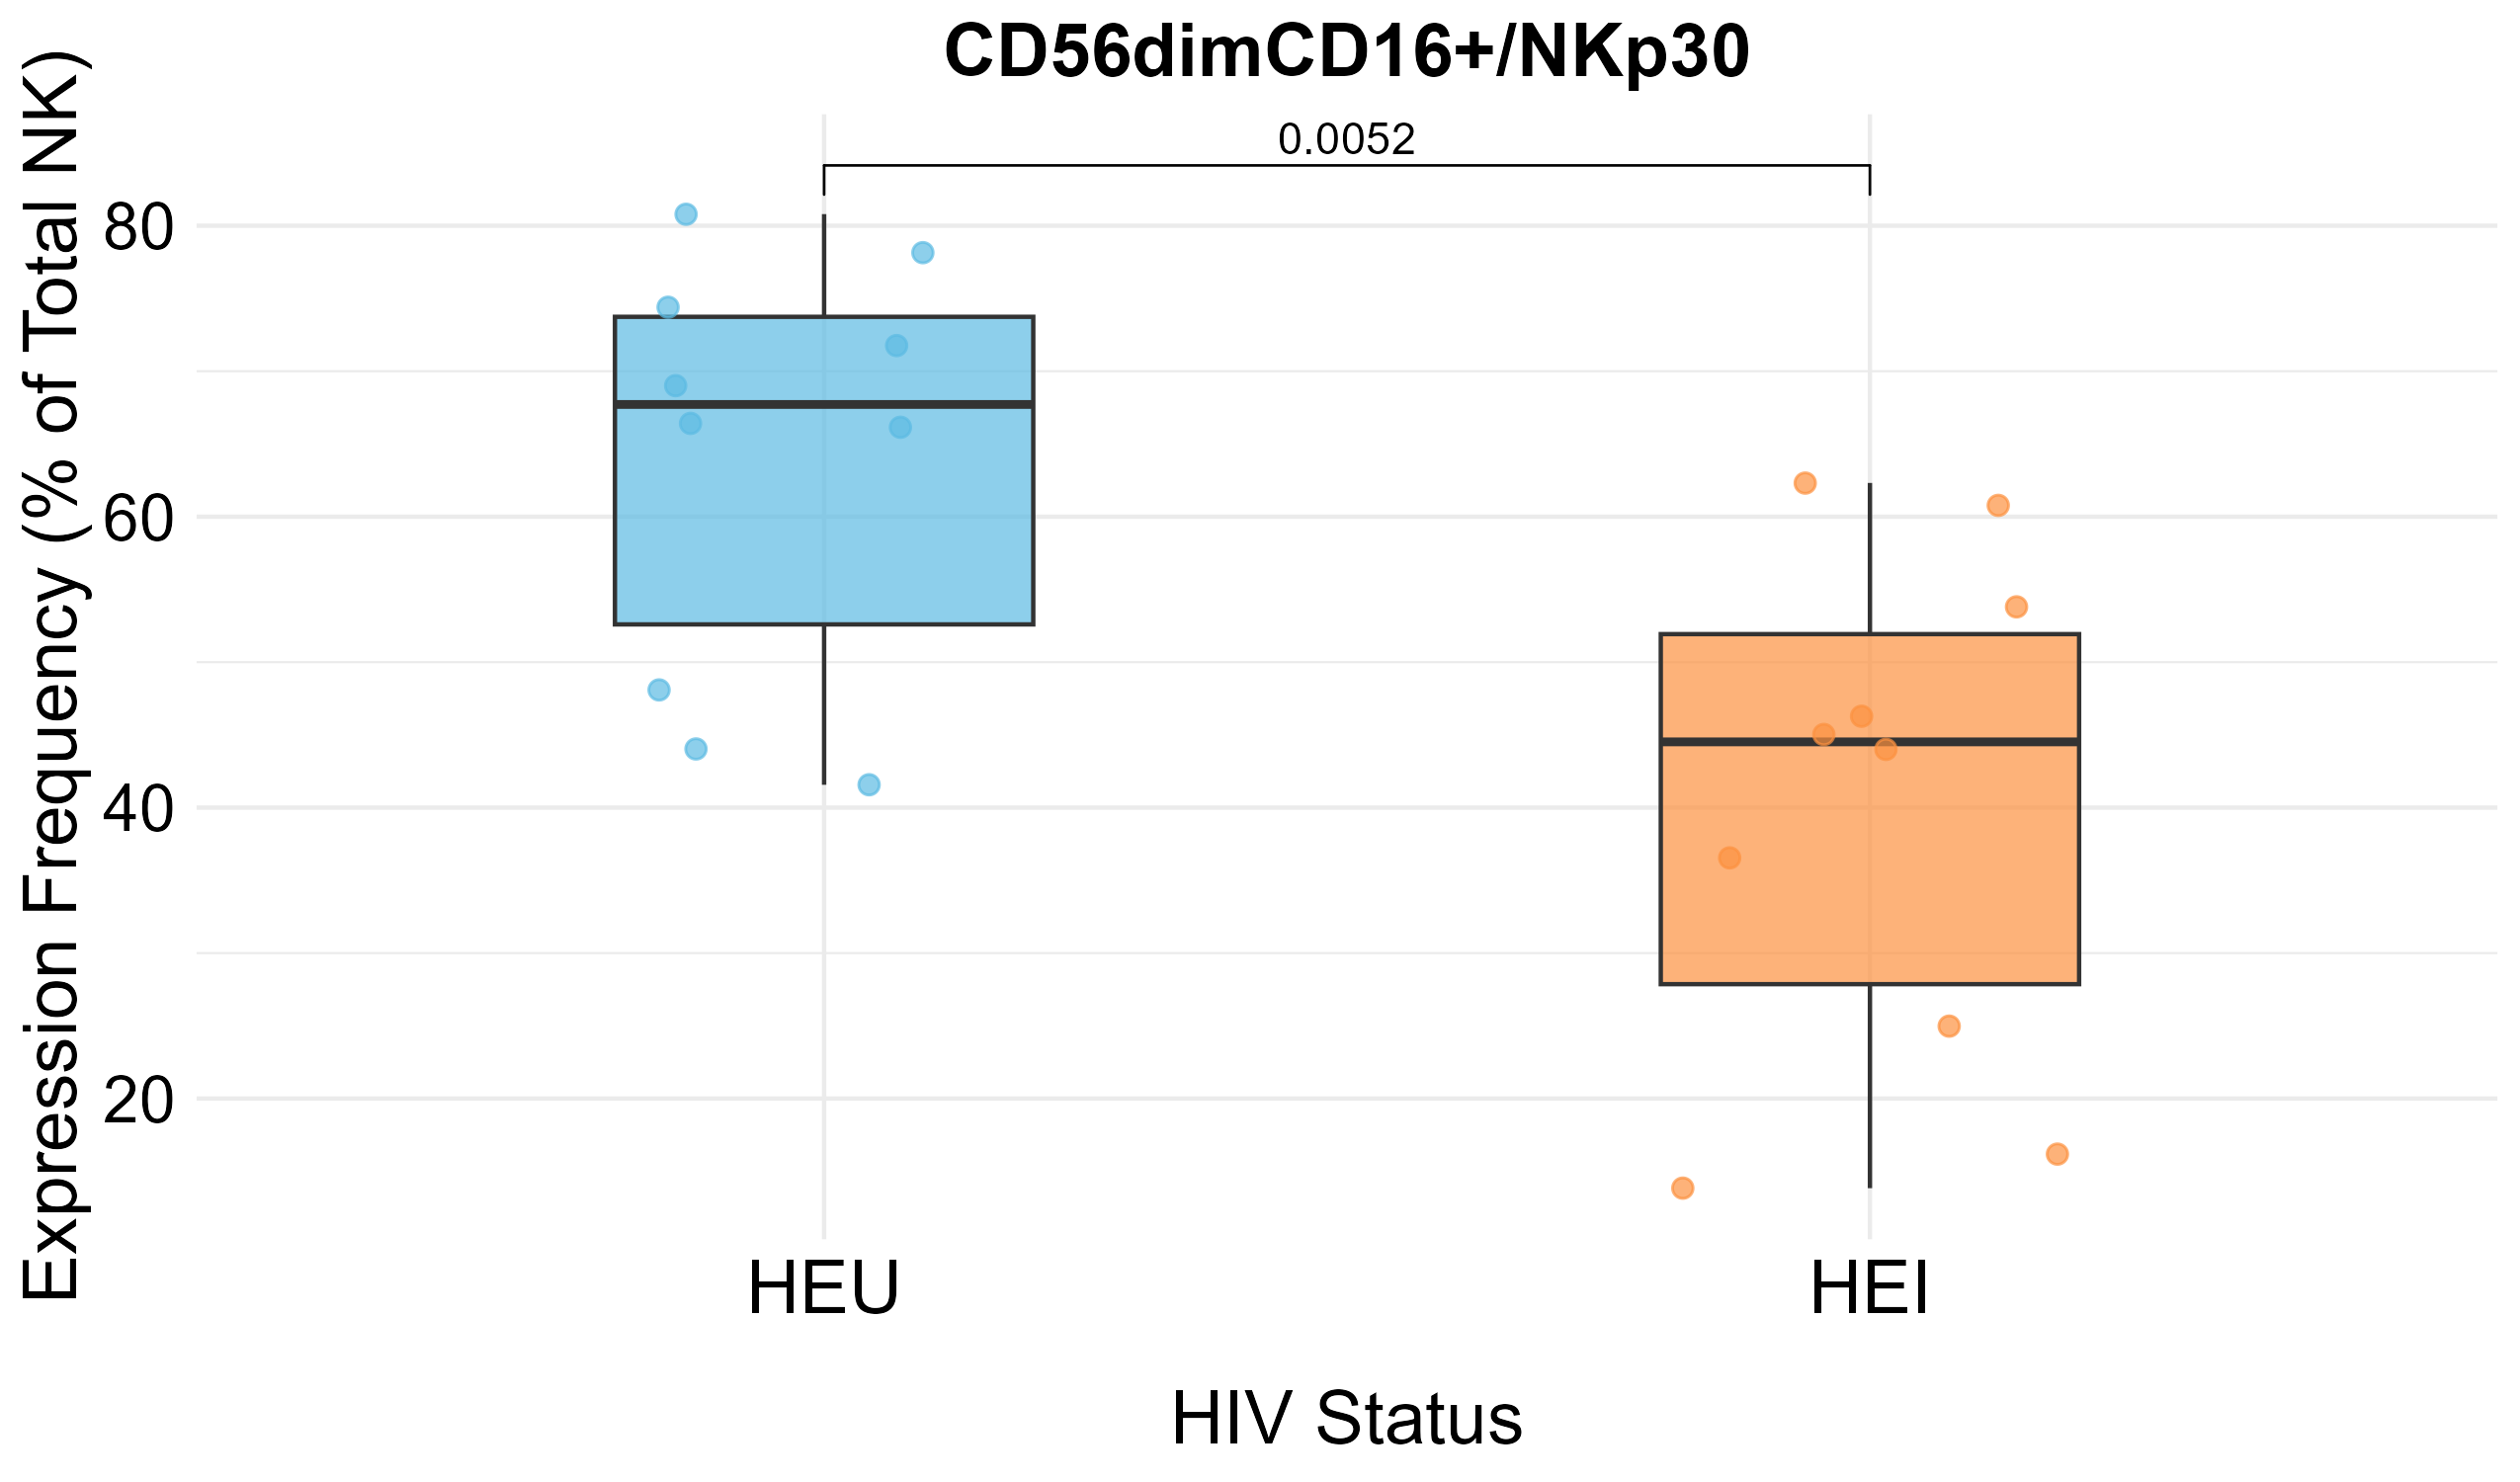 CD56dimCD16+/NKp30
0.0052
Expression Frequency (% of Total NK)
80
60
40
20
HEU
HEI
HIV Status